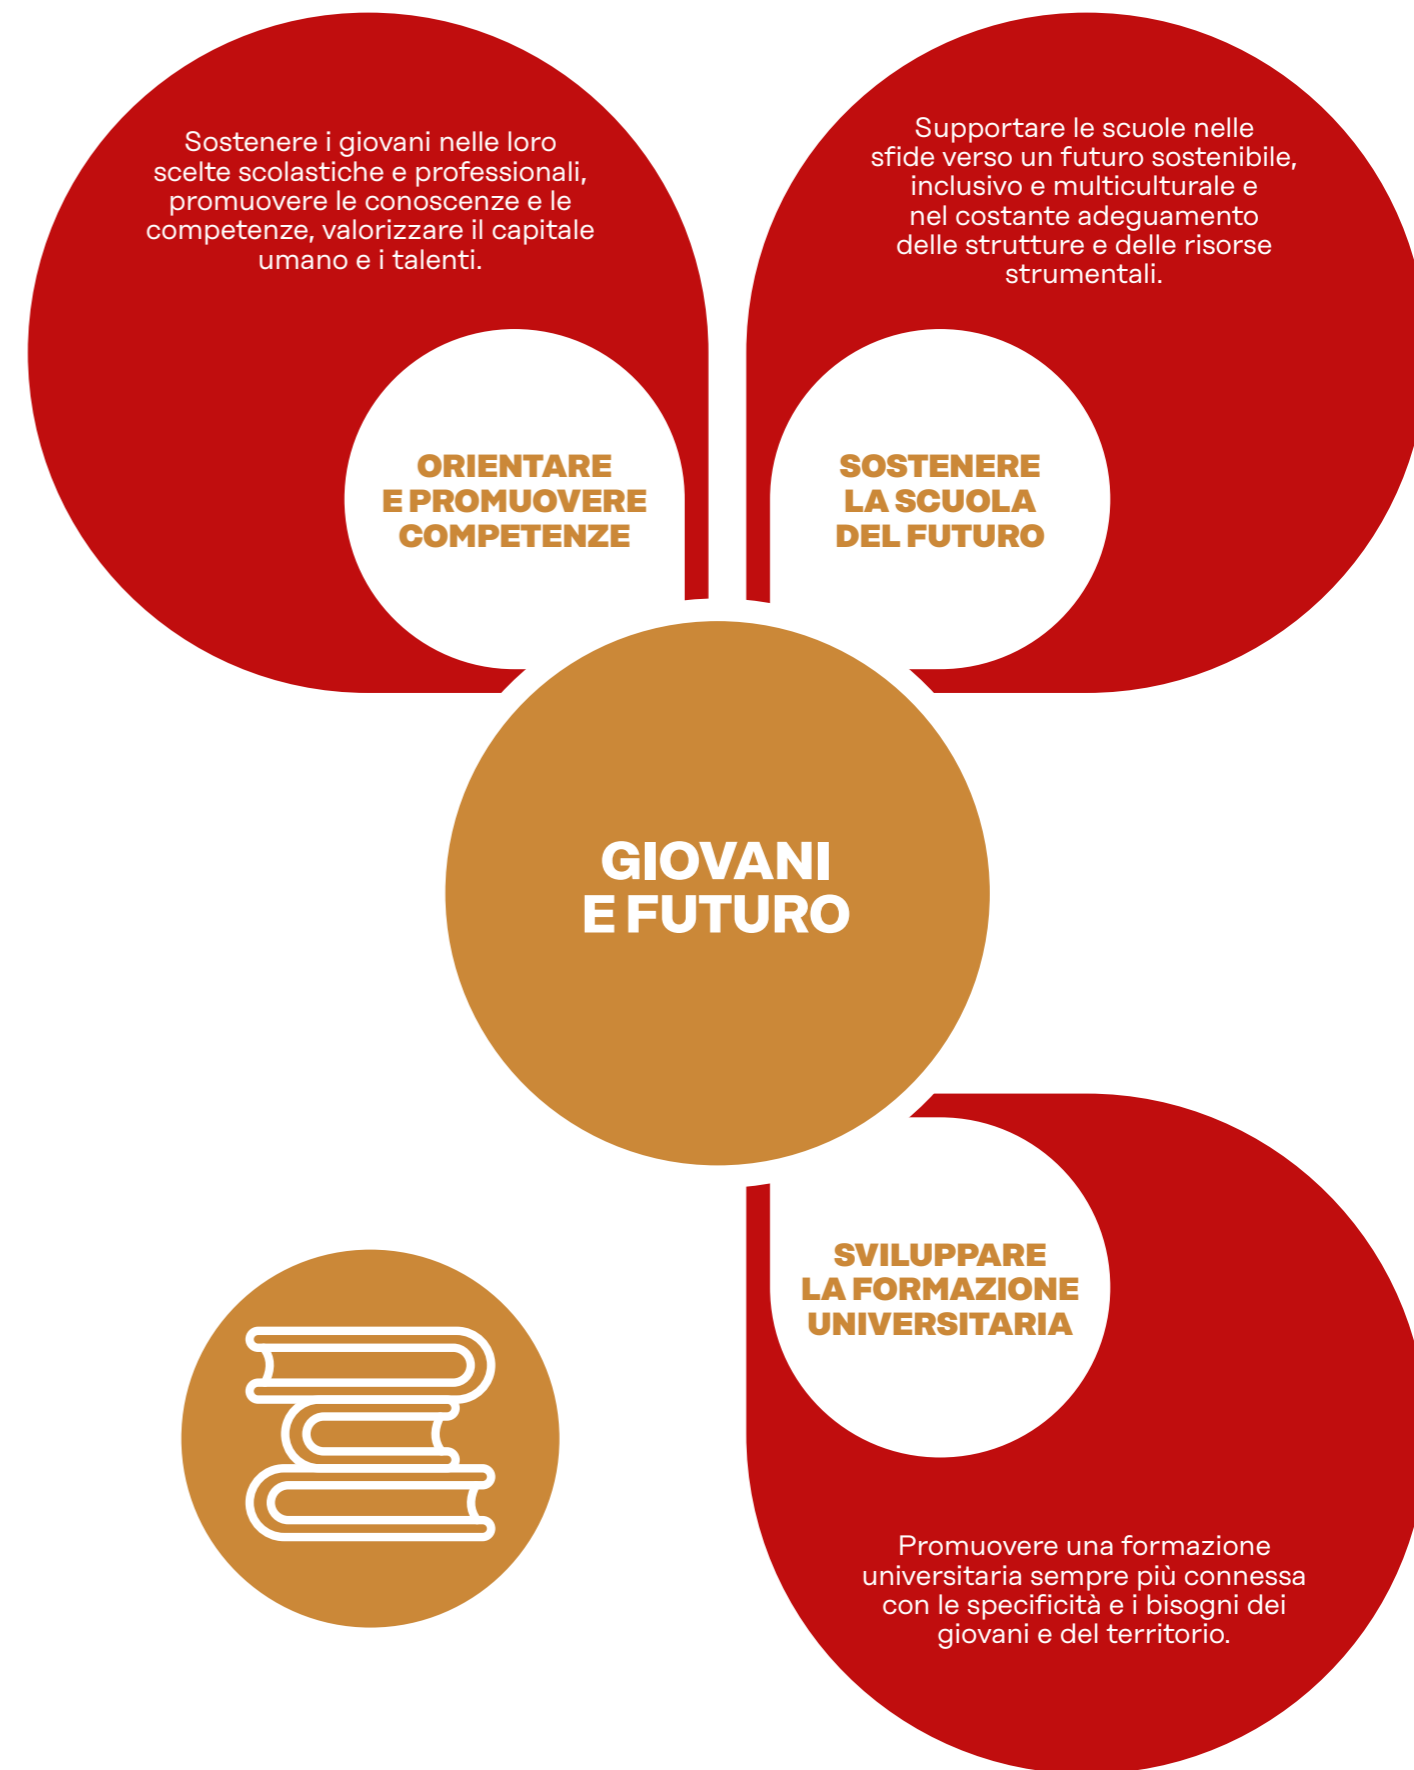 Sostenere i giovani nelle loro
scelte scolastiche e professionali,
promuovere le conoscenze e le
competenze, valorizzare il capitale
umano e i talenti.
ORIENTARE
E PROMUOVERE
COMPETENZE
Supportare le scuole nelle
sfide verso un futuro sostenibile,
inclusivo e multiculturale e
nel costante adeguamento
delle strutture e delle risorse
strumentali.
SOSTENERE
LA SCUOLA
DEL FUTURO
GIOVANI
E FUTURO
SVILUPPARE
LA FORMAZIONE
UNIVERSITARIA
Promuovere una formazione
universitaria sempre più connessa
con le specificità e i bisogni dei
giovani e del territorio.